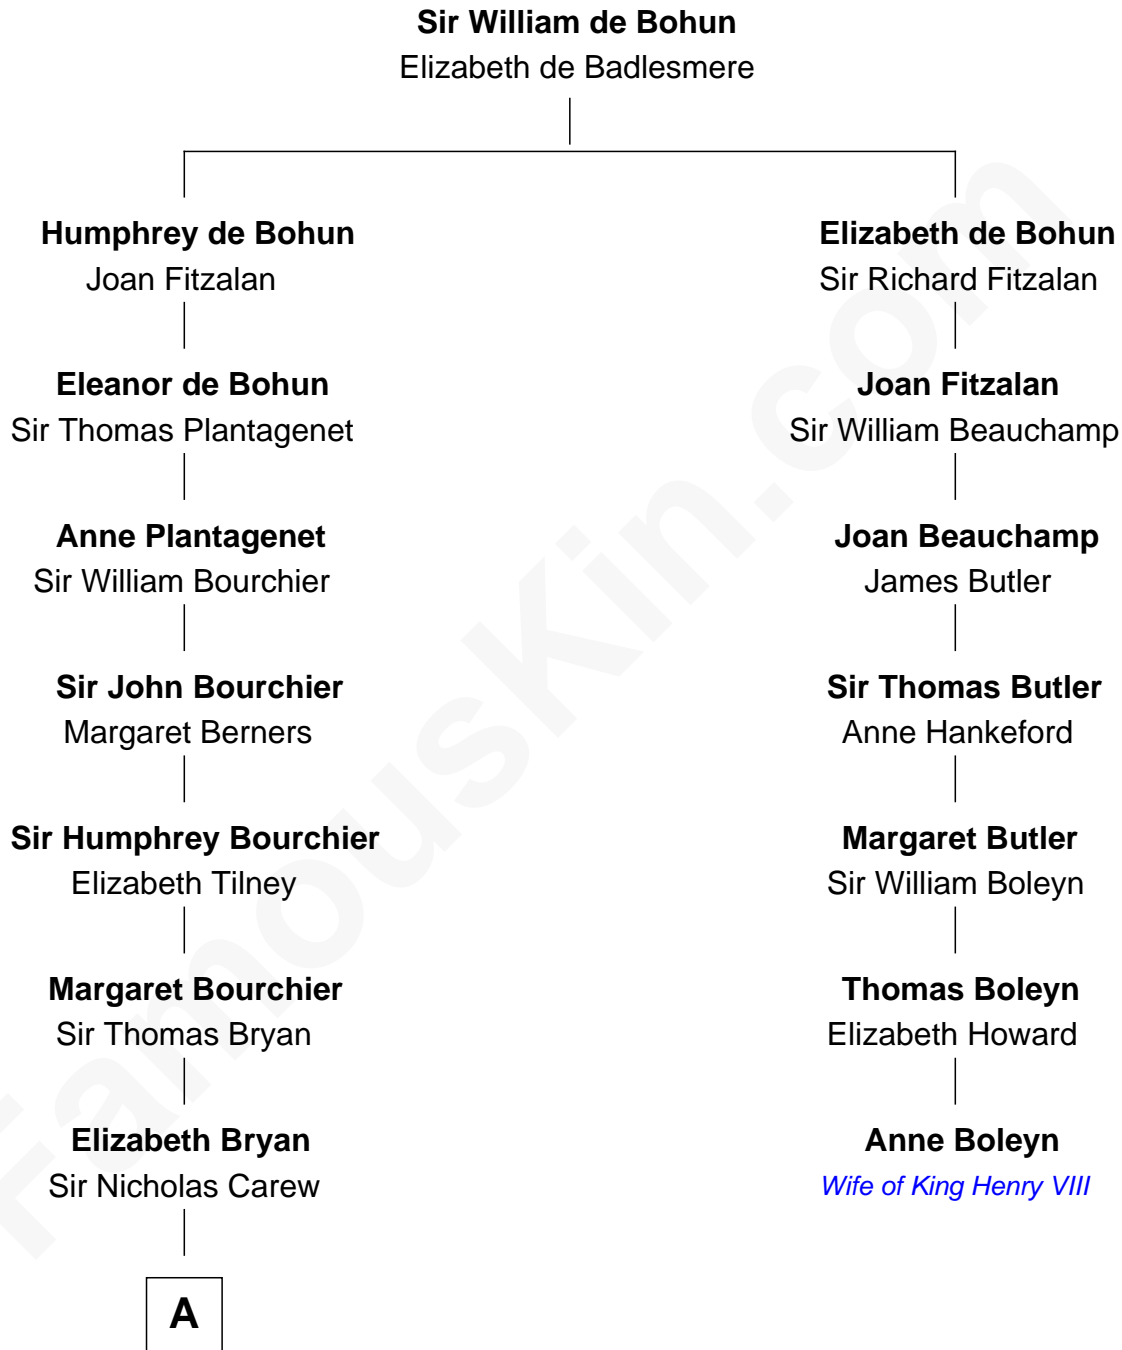 Sir William de Bohun
Elizabeth de Badlesmere
Humphrey de Bohun
Joan Fitzalan
Elizabeth de Bohun
Sir Richard Fitzalan
Eleanor de Bohun
Sir Thomas Plantagenet
Joan Fitzalan
Sir William Beauchamp
Anne Plantagenet
Sir William Bourchier
Joan Beauchamp
James Butler
Sir John Bourchier
Margaret Berners
Sir Thomas Butler
Anne Hankeford
Sir Humphrey Bourchier
Elizabeth Tilney
Margaret Butler
Sir William Boleyn
Margaret Bourchier
Sir Thomas Bryan
Thomas Boleyn
Elizabeth Howard
Elizabeth Bryan
Sir Nicholas Carew
Anne Boleyn
Wife of King Henry VIII
A
FamousKin.com